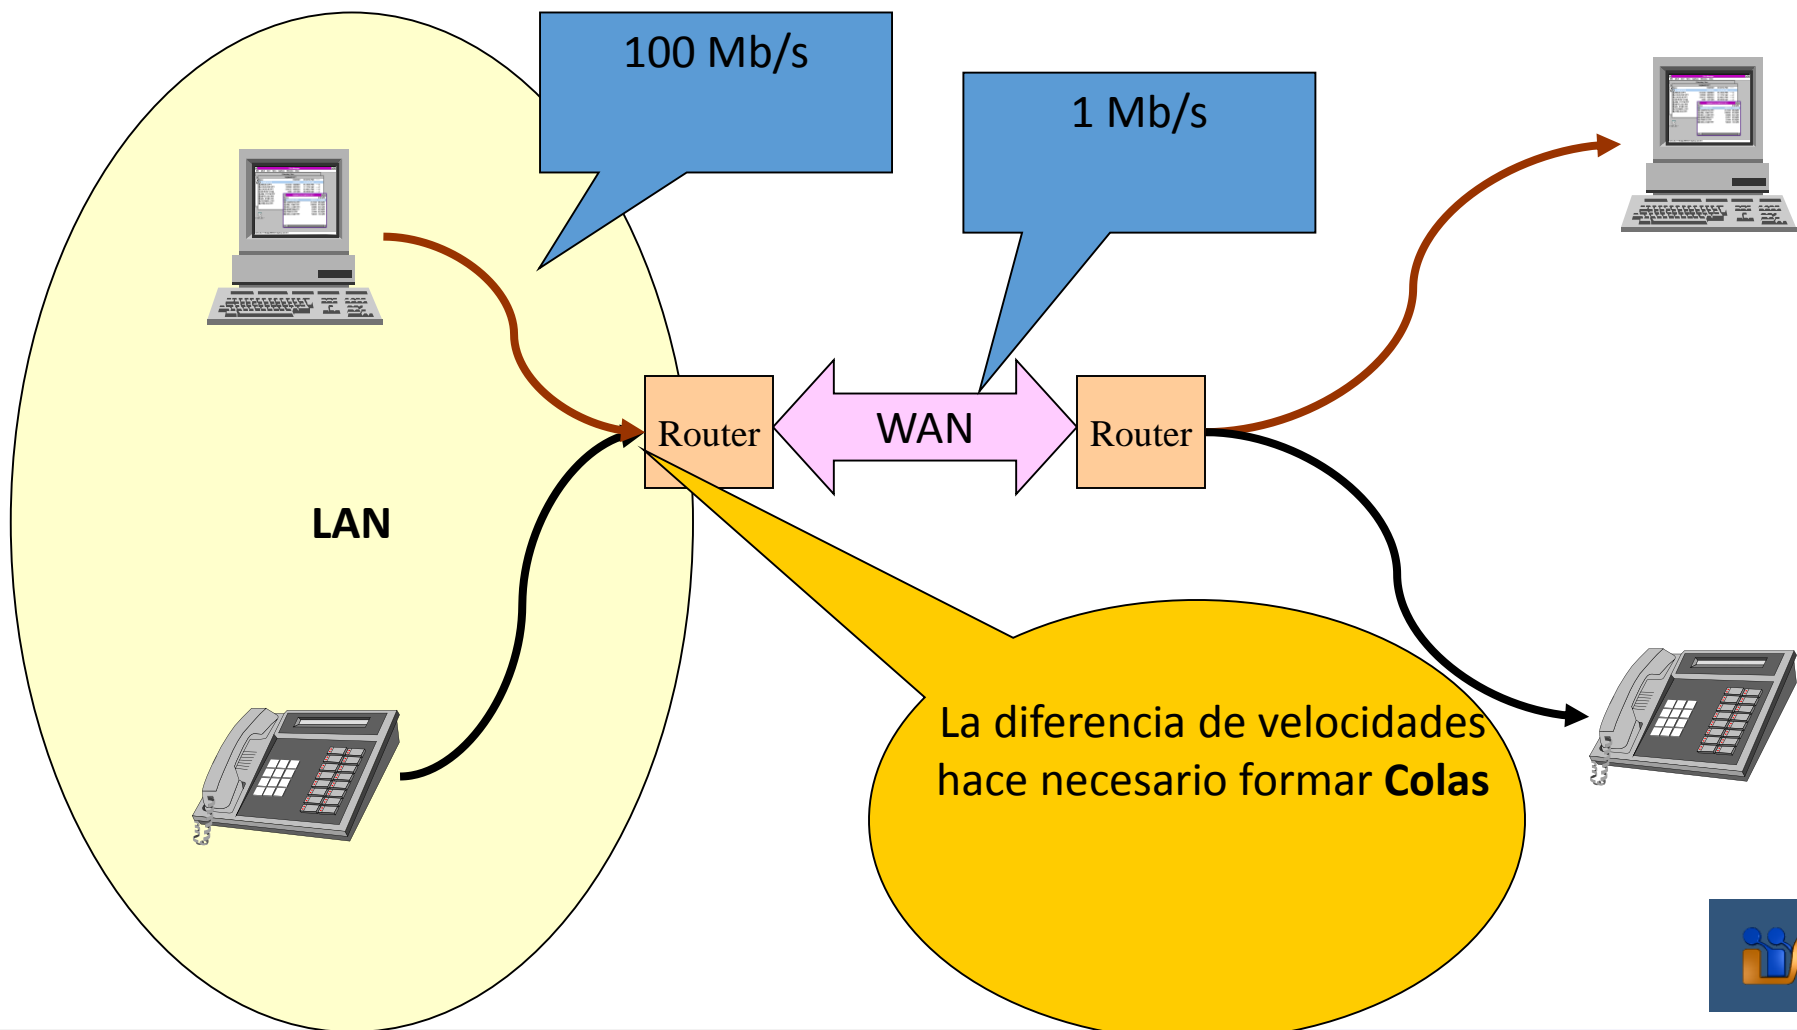 100 Mb/s
1 Mb/s
Router
WAN
Router
LAN
La diferencia de velocidades
hace necesario formar Colas